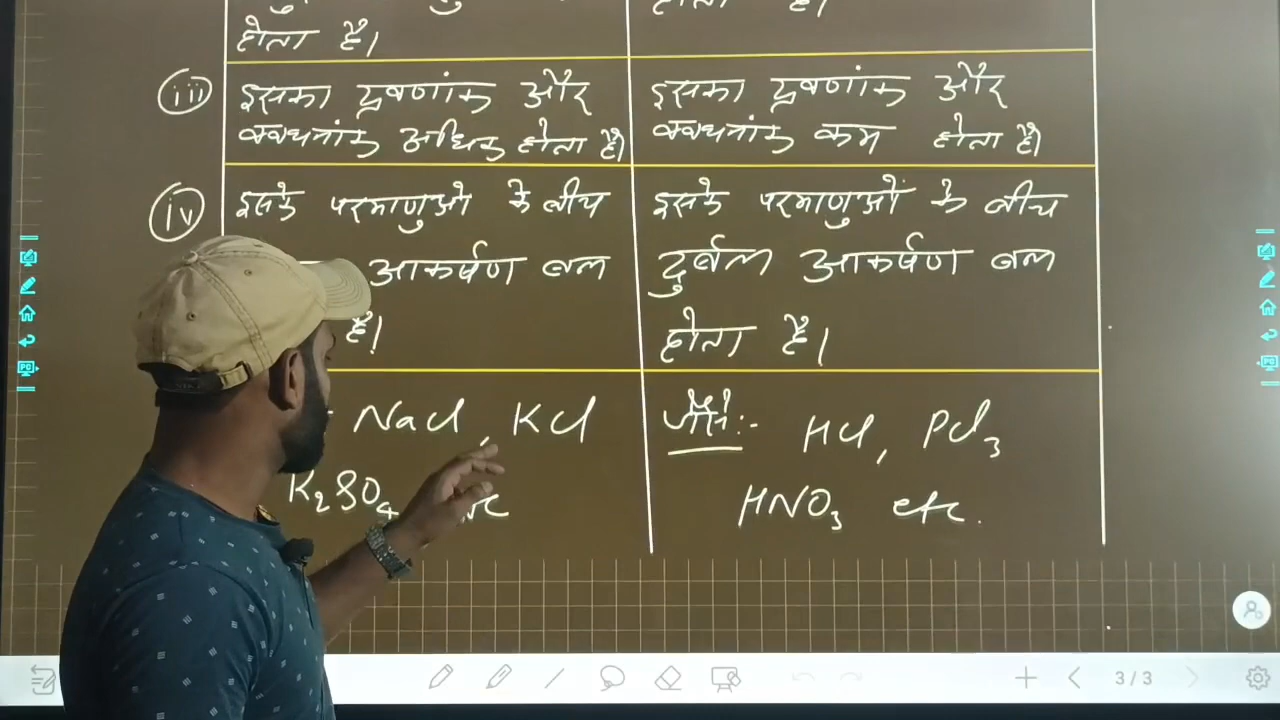 होता है।
होता है।
(iii) इसका द्रवणांक और
क्वथनांक अधिक होता है।
इसका द्रवणांक और
क्वथनांक कम होता है।
(iv) इसके परमाणुओ के बीच
आकर्षण बल
है।
इसके परमाणुओं के बीच
दुर्बल आकर्षण बल
होता है।
NaCl, KCl
K₂SO₄
जैसे:- HCl, PCl₃
HNO₃ etc.
3/3